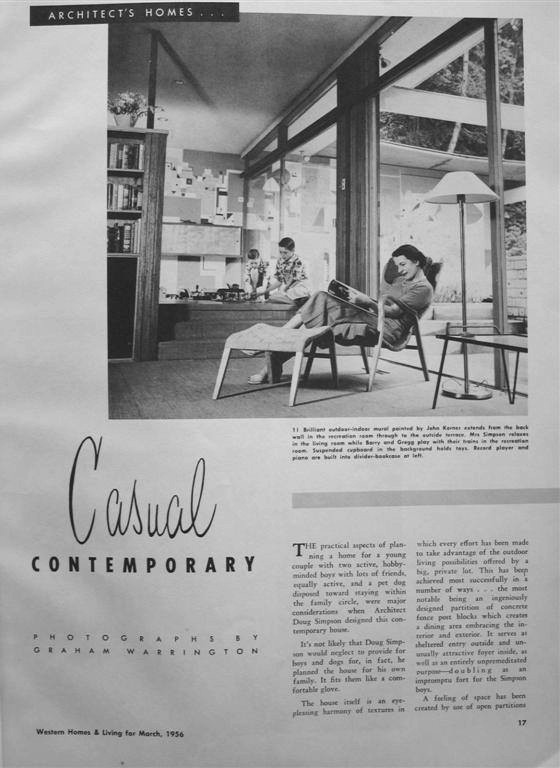 ARCHITECT'S HOMES . . .
1) Brilliant outdoor-indoor mural painted by John Korner extends from the back
wall in the recreation room through to the outside terrace. Mrs Simpson relaxes
in the living room while Barry and Gregg play with their trains in the recreation
room. Suspended cupboard in the background holds toys. Record player and
piano are built into divider-bookcase at left.
Casual
CONTEMPORARY
PHOTOGRAPHS BY
GRAHAM WARRINGTON
THE practical aspects of plan-
ning a home for a young
couple with two active, hobby-
minded boys with lots of friends,
equally active, and a pet dog
disposed toward staying within
the family circle, were major
considerations when Architect
Doug Simpson designed this con-
temporary house.
It's not likely that Doug Simp-
son would neglect to provide for
boys and dogs for, in fact, he
planned the house for his own
family. It fits them like a com-
fortable glove.
The house itself is an eye-
pleasing harmony of textures in
which every effort has been made
to take advantage of the outdoor
living possibilities offered by a
big, private lot. This has been
achieved most successfully in a
number of ways . . . the most
notable being an ingeniously
designed partition of concrete
fence post blocks which creates
a dining area embracing the in-
terior and exterior. It serves as
sheltered entry outside and un-
usually attractive foyer inside, as
well as an entirely unpremeditated
purpose—doubling as an
impromptu fort for the Simpson
boys.
A feeling of space has been
created by use of open partitions
17
Western Homes & Living for March, 1956